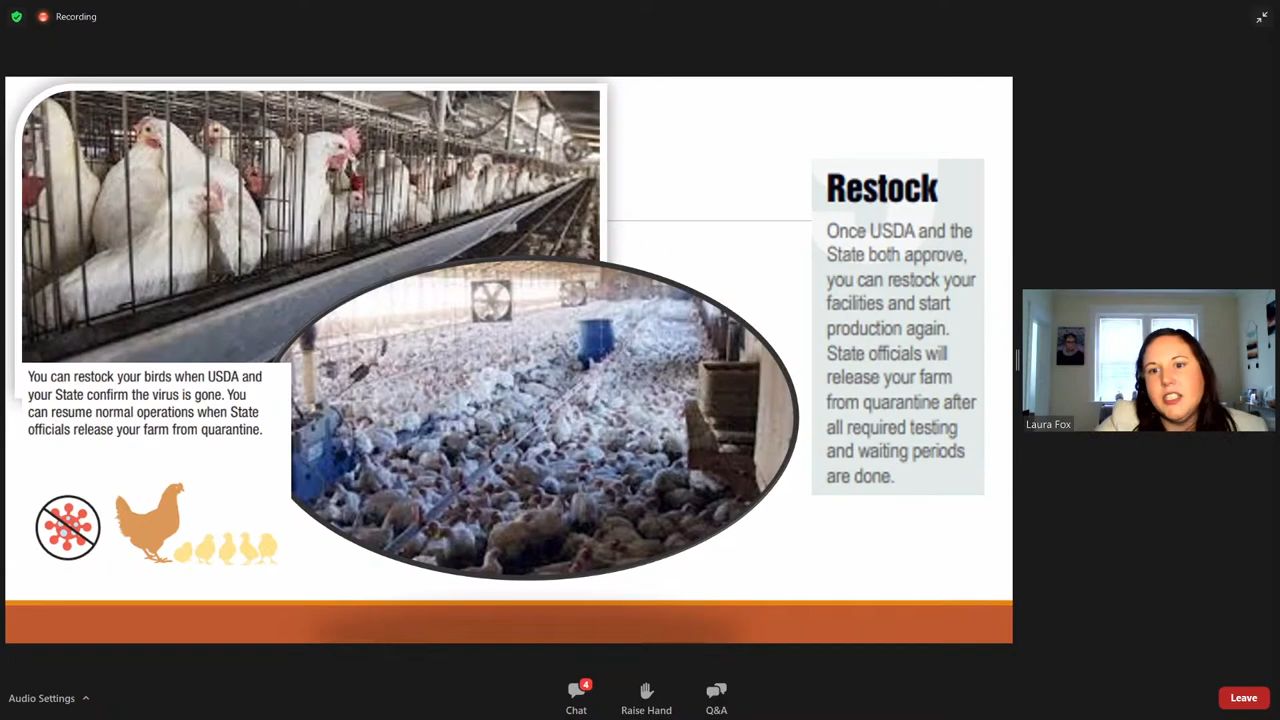 Recording
You can restock your birds when USDA and
your State confirm the virus is gone. You
can resume normal operations when State
officials release your farm from quarantine.
Restock
Once USDA and the
State both approve,
you can restock your
facilities and start
production again.
State officials will
release your farm
from quarantine after
all required testing
and waiting periods
are done.
Laura Fox
Audio Settings
4
Chat
Raise Hand
Q&A
Leave